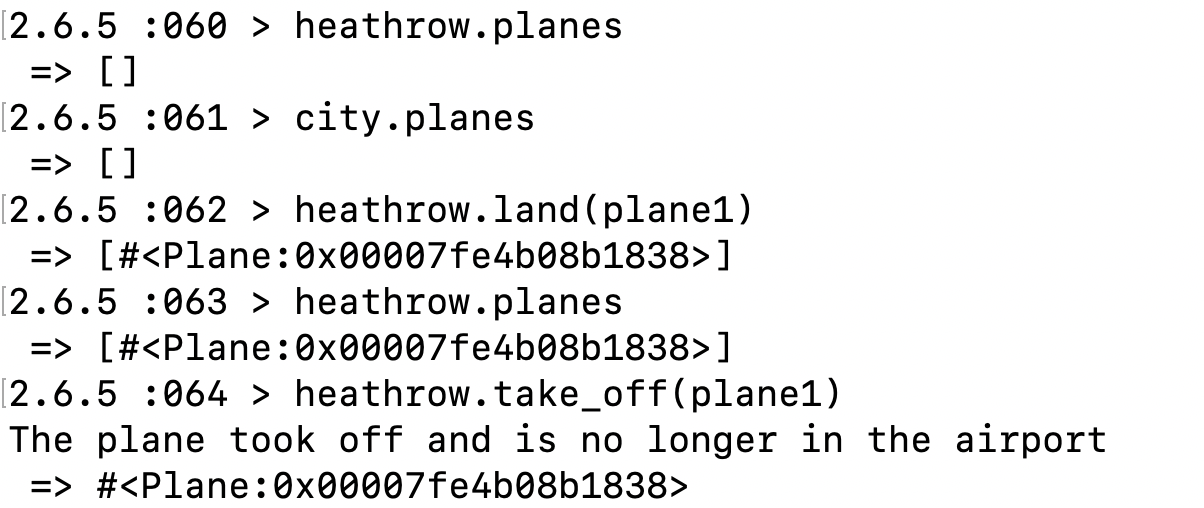 [2.6.5 :060 > heathrow.planes
 => []
[2.6.5 :061 > city.planes
 => []
[2.6.5 :062 > heathrow.land(plane1)
 => [#<Plane:0x00007fe4b08b1838>]
[2.6.5 :063 > heathrow.planes
 => [#<Plane:0x00007fe4b08b1838>]
[2.6.5 :064 > heathrow.take_off(plane1)
The plane took off and is no longer in the airport
 => #<Plane:0x00007fe4b08b1838>